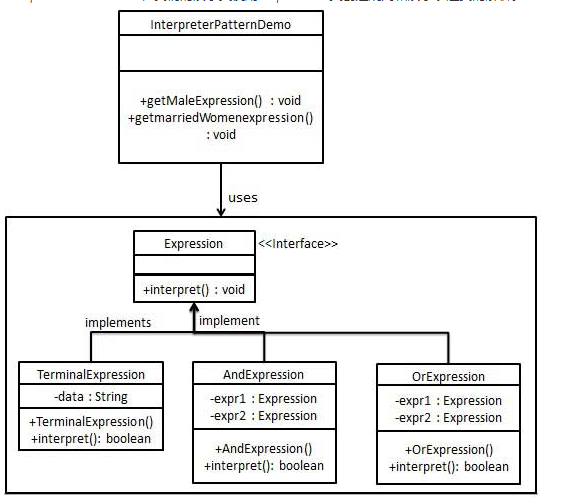 InterpreterPatternDemo
+getMaleExpression() : void
+getmarriedWomenexpression()
: void
uses
Expression <<Interface>>
+interpret() : void
implements implement
TerminalExpression
-data : String
+TerminalExpression()
+interpret(): boolean
AndExpression
-expr1 : Expression
-expr2 : Expression
+AndExpression()
+interpret(): boolean
OrExpression
-expr1 : Expression
-expr2 : Expression
+OrExpression()
+interpret(): boolean